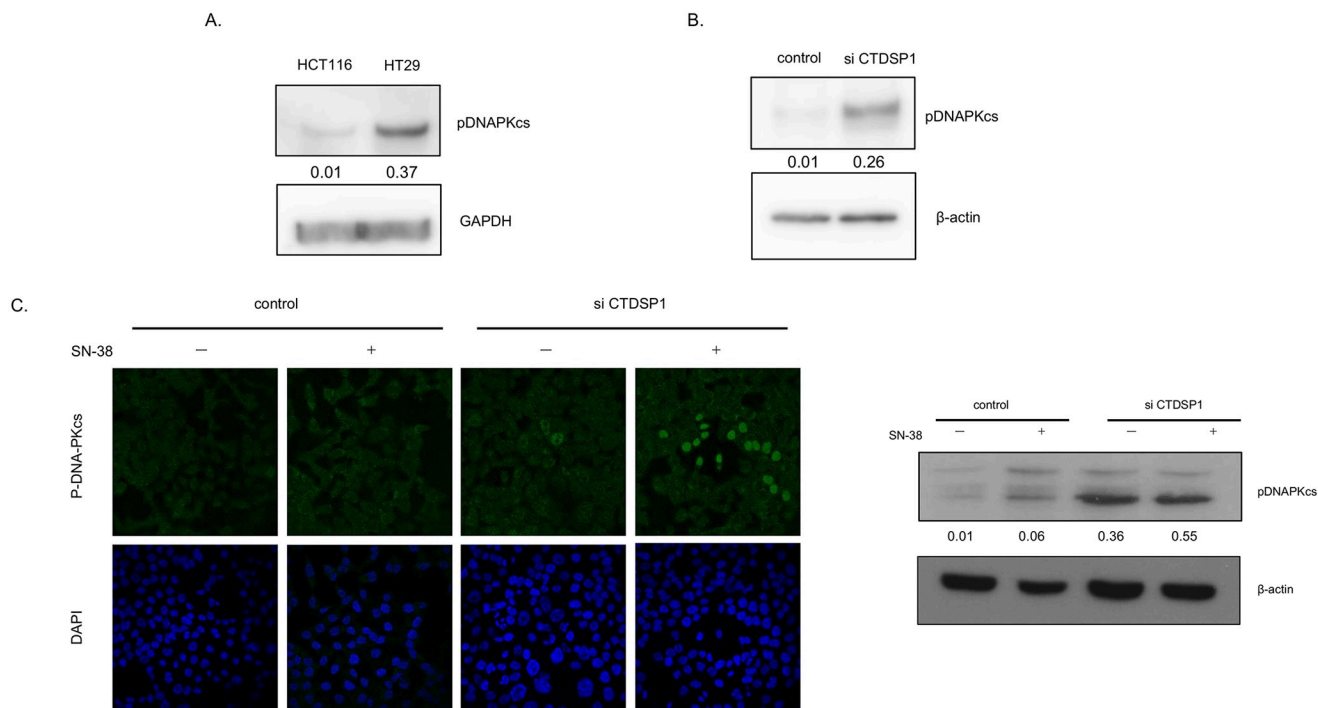 A.
HCT116 HT29
pDNAPKcs
0.01 0.37
GAPDH
B.
control si CTDSP1
pDNAPKcs
0.01 0.26
β-actin
C.
control si CTDSP1
SN-38 — + — +
P-DNA-PKcs
DAPI
control si CTDSP1
SN-38 — + — +
pDNAPKcs
0.01 0.06 0.36 0.55
β-actin